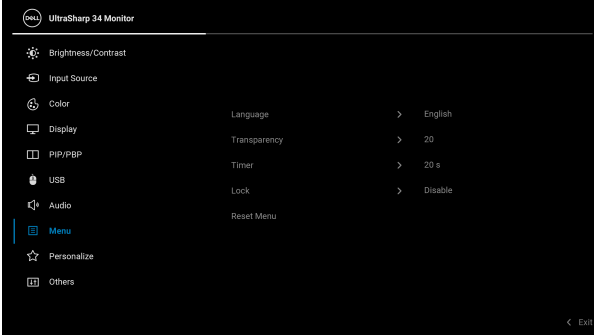 DELL UltraSharp 34 Monitor
Brightness/Contrast
Input Source
Color
Display
PIP/PBP
USB
Audio
Menu
Personalize
Others
Language > English
Transparency > 20
Timer > 20 s
Lock > Disable
Reset Menu
< Exit